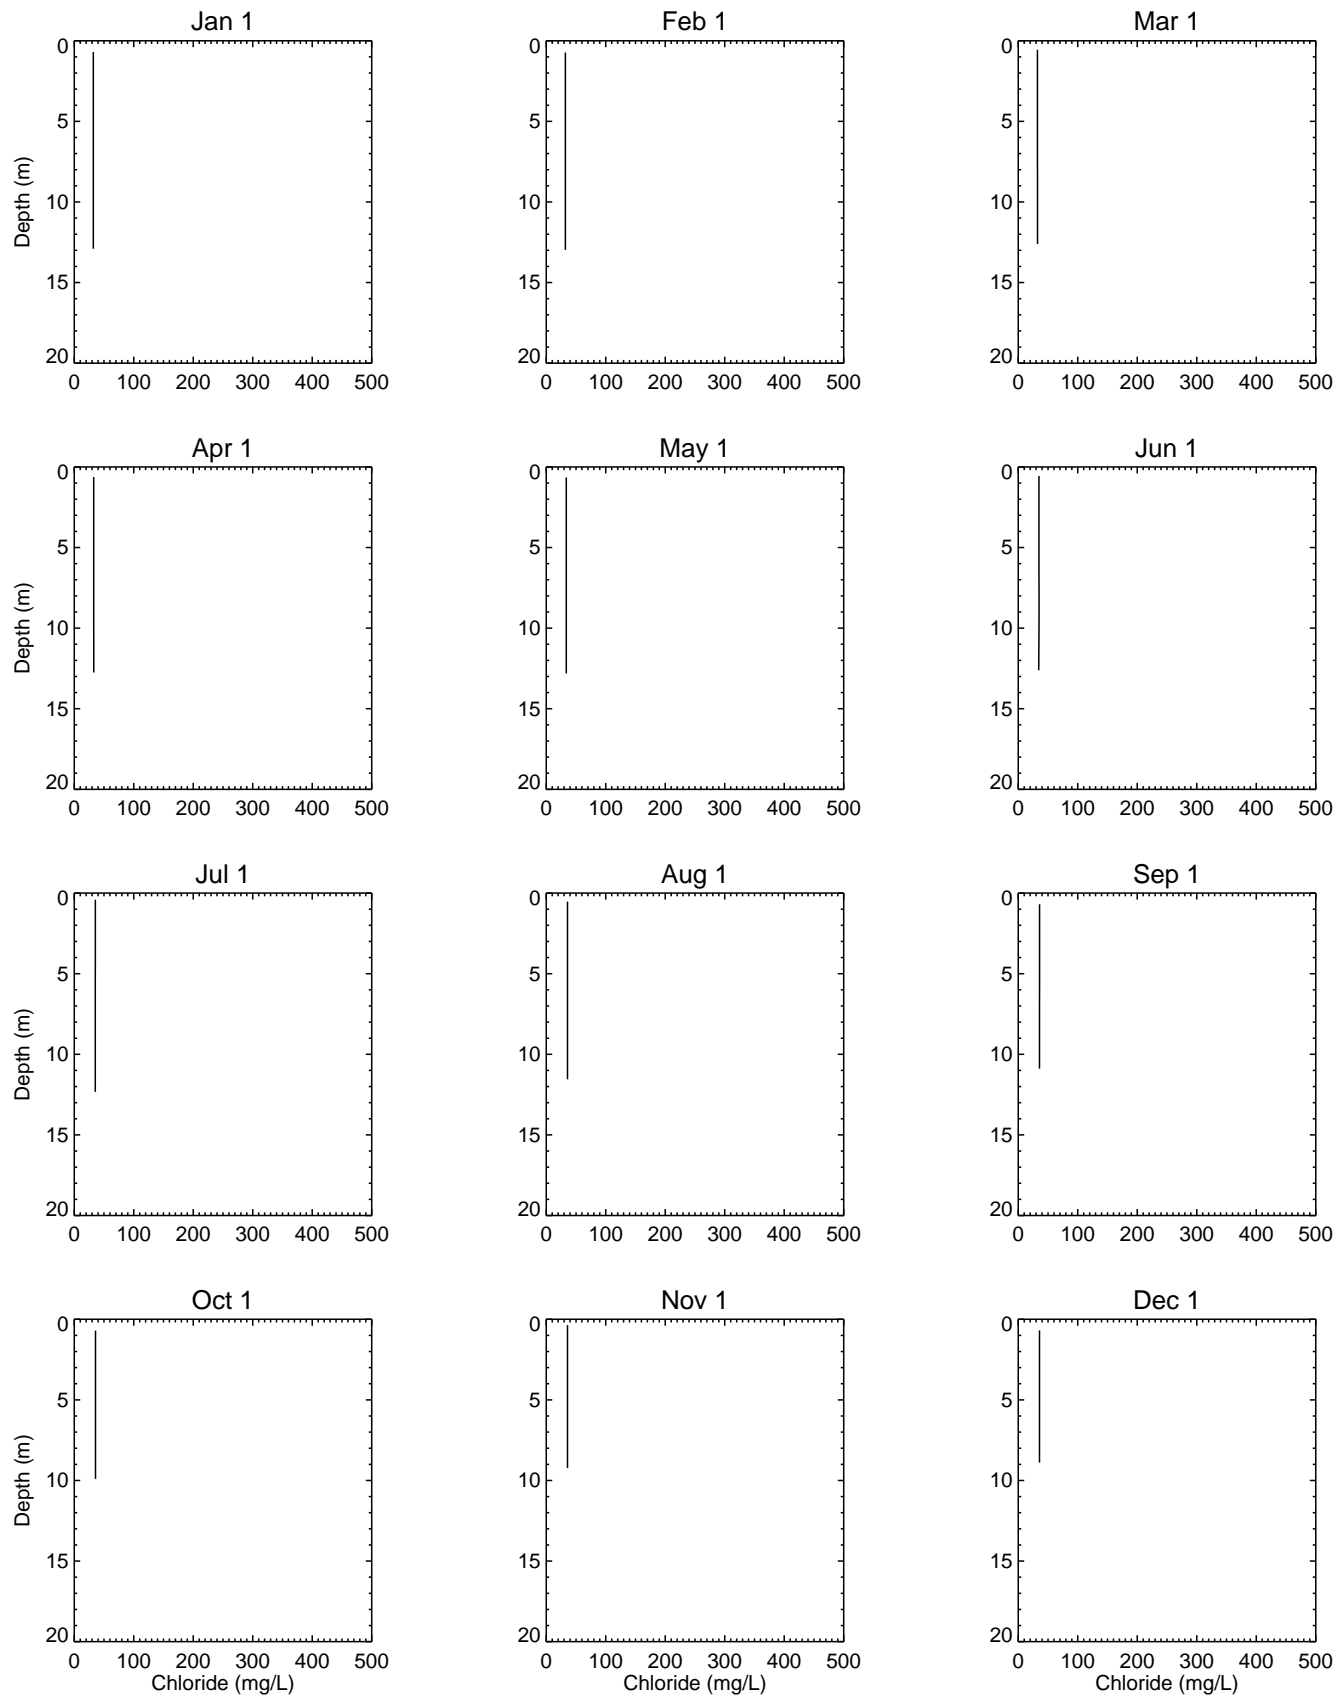 Jan 1 Feb 1 Mar 1
0 0 0
5 5 5
Depth (m)
10 10 10
15 15 15
20 20 20
0 100 200 300 400 500 0 100 200 300 400 500 0 100 200 300 400 500
Apr 1 May 1 Jun 1
0 0 0
5 5 5
Depth (m)
10 10 10
15 15 15
20 20 20
0 100 200 300 400 500 0 100 200 300 400 500 0 100 200 300 400 500
Jul 1 Aug 1 Sep 1
0 0 0
5 5 5
Depth (m)
10 10 10
15 15 15
20 20 20
0 100 200 300 400 500 0 100 200 300 400 500 0 100 200 300 400 500
Oct 1 Nov 1 Dec 1
0 0 0
5 5 5
Depth (m)
10 10 10
15 15 15
20 20 20
0 100 200 300 400 500 0 100 200 300 400 500 0 100 200 300 400 500
Chloride (mg/L) Chloride (mg/L) Chloride (mg/L)